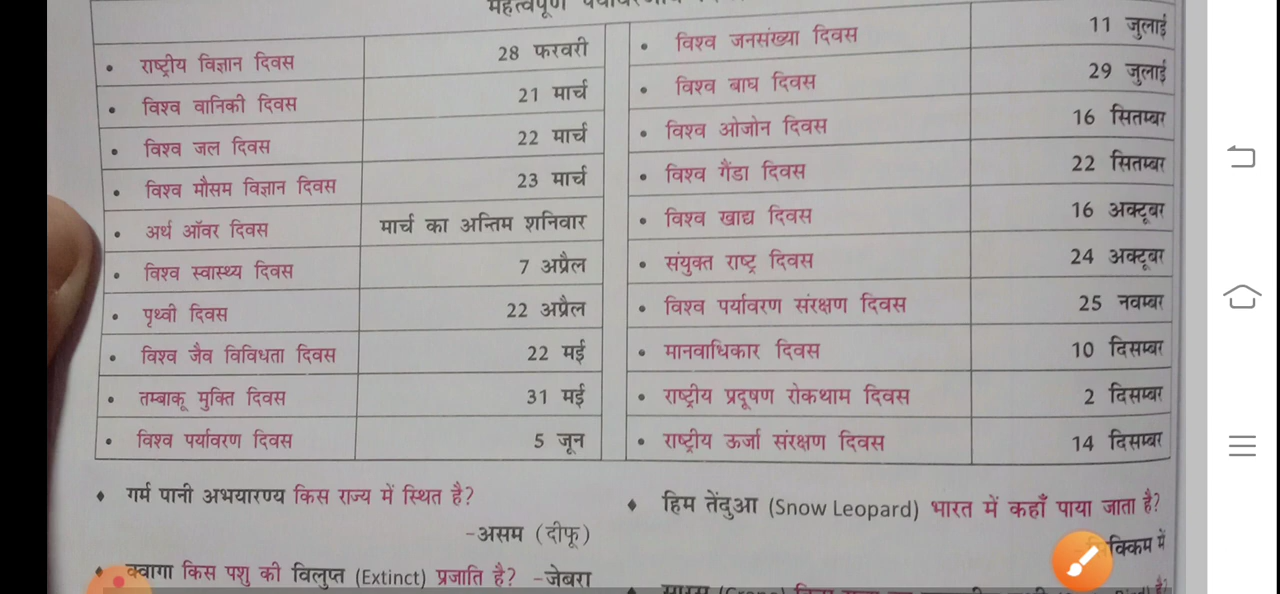 महत्वपूर्ण
• राष्ट्रीय विज्ञान दिवस 28 फरवरी
• विश्व वानिकी दिवस 21 मार्च
• विश्व जल दिवस 22 मार्च
• विश्व मौसम विज्ञान दिवस 23 मार्च
• अर्थ ऑवर दिवस मार्च का अन्तिम शनिवार
• विश्व स्वास्थ्य दिवस 7 अप्रैल
• पृथ्वी दिवस 22 अप्रैल
• विश्व जैव विविधता दिवस 22 मई
• तम्बाकू मुक्ति दिवस 31 मई
• विश्व पर्यावरण दिवस 5 जून
• विश्व जनसंख्या दिवस 11 जुलाई
• विश्व बाघ दिवस 29 जुलाई
• विश्व ओजोन दिवस 16 सितम्बर
• विश्व गैंडा दिवस 22 सितम्बर
• विश्व खाद्य दिवस 16 अक्टूबर
• संयुक्त राष्ट्र दिवस 24 अक्टूबर
• विश्व पर्यावरण संरक्षण दिवस 25 नवम्बर
• मानवाधिकार दिवस 10 दिसम्बर
• राष्ट्रीय प्रदूषण रोकथाम दिवस 2 दिसम्बर
• राष्ट्रीय ऊर्जा संरक्षण दिवस 14 दिसम्बर
♦ गर्म पानी अभयारण्य किस राज्य में स्थित है?
-असम (दीफू)
♦ क्वागा किस पशु की विलुप्त (Extinct) प्रजाति है? -जेबरा
♦ हिम तेंदुआ (Snow Leopard) भारत में कहाँ पाया जाता है?
में